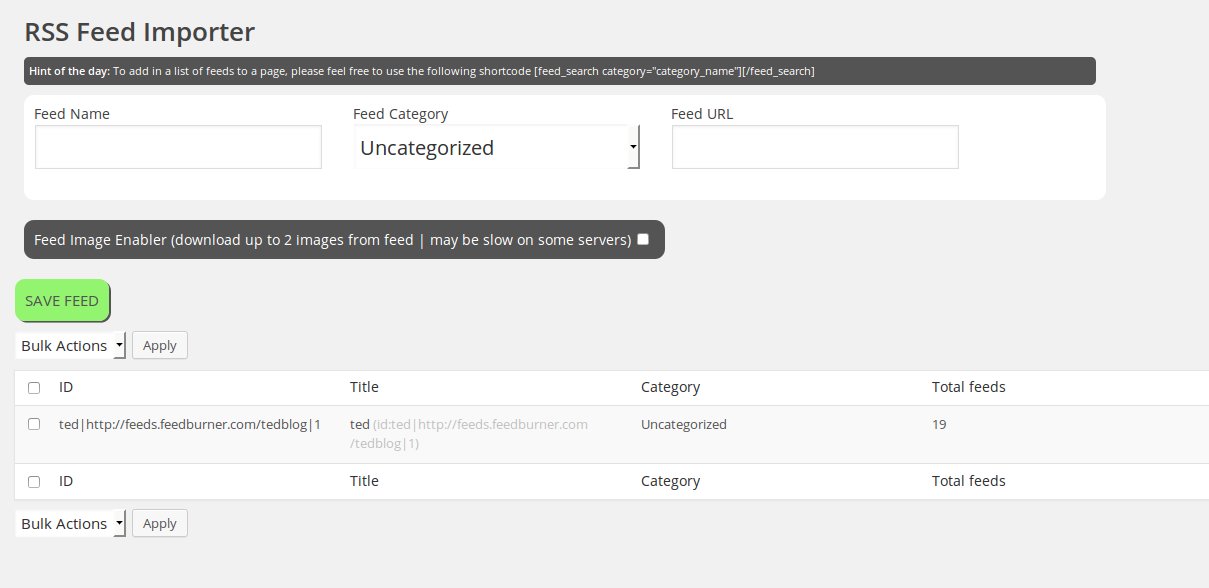 RSS Feed Importer
Hint of the day: To add in a list of feeds to a page, please feel free to use the following shortcode [feed_search category="category_name"][/feed_search]
Feed Name
Feed Category
Feed URL
Uncategorized
Feed Image Enabler (download up to 2 images from feed | may be slow on some servers)
SAVE FEED
Bulk Actions Apply
ID Title Category Total feeds
ted|http://feeds.feedburner.com/tedblog|1 ted (id:ted|http://feeds.feedburner.com Uncategorized 19
/tedblog|1)
ID Title Category Total feeds
Bulk Actions Apply